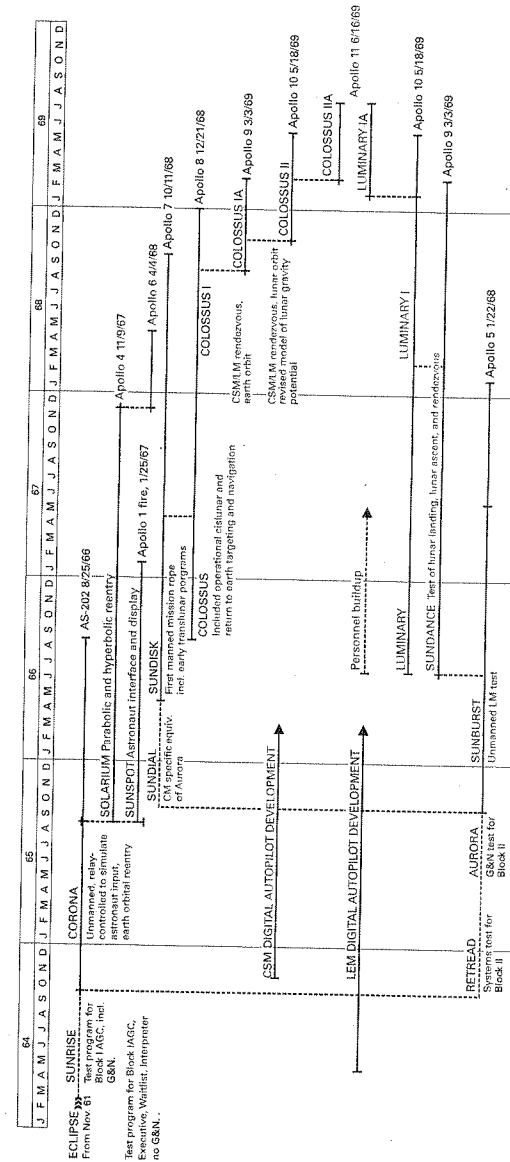 64 65 66 67 68 69
J F M A M J J A S O N D J F M A M J J A S O N D J F M A M J J A S O N D J F M A M J J A S O N D J F M A M J J A S O N D J F M A M J J A S O N D
ECLIPSE
From Nov. 61
Test program for Block IAGC,
Executive, Waitlist, Interpreter
no G&N. .
SUNRISE
Test program for
Block I AGC, incl.
G&N.
CORONA
Unmanned, relay-
controlled to simulate
astronaut input,
earth orbital reentry
AS-202 8/25/66
SOLARIUM Parabolic and hyperbolic reentry
Apollo 4 11/9/67
Apollo 6 4/4/68
SUNSPOT Astronaut interface and display
Apollo 1 fire, 1/25/67
SUNDIAL
CM specific equiv.
of Aurora
SUNDISK
First manned mission rope
incl. early translunar porgrams
Apollo 7 10/11/68
COLOSSUS
Included operational cislunar and
return to earth targeting and navigation
COLOSSUS I
Apollo 8 12/21/68
CSM/LM rendezvous,
earth orbit
COLOSSUS IA
Apollo 9 3/3/69
CSM/LM rendezvous, lunar orbit
revised model of lunar gravity
potential
COLOSSUS II
Apollo 10 5/18/69
COLOSSUS IIA
Apollo 11 6/16/69
LUMINARY IA
CSM DIGITAL AUTOPILOT DEVELOPMENT
LEM DIGITAL AUTOPILOT DEVELOPMENT
Personnel buildup
LUMINARY
LUMINARY I
Apollo 10 5/18/69
SUNDANCE Test of lunar landing, lunar ascent, and rendezvous
Apollo 9 3/3/69
RETREAD
Systems test for
Block II
AURORA
G&N test for
Block II
SUNBURST
Unmanned LM test
Apollo 5 1/22/68